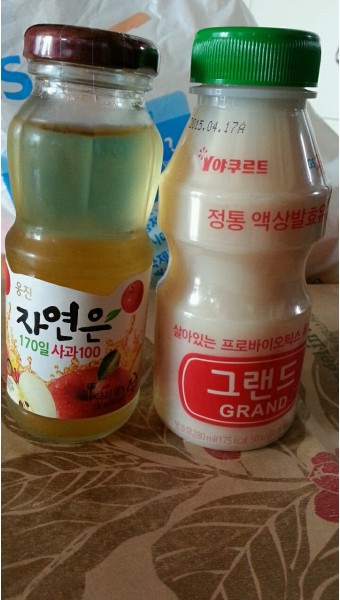 웅진
자연은
170일 사과100
2015.04.17A
야쿠르트
정통 액상발효유
살아있는 프로바이오틱스
그랜드
GRAND